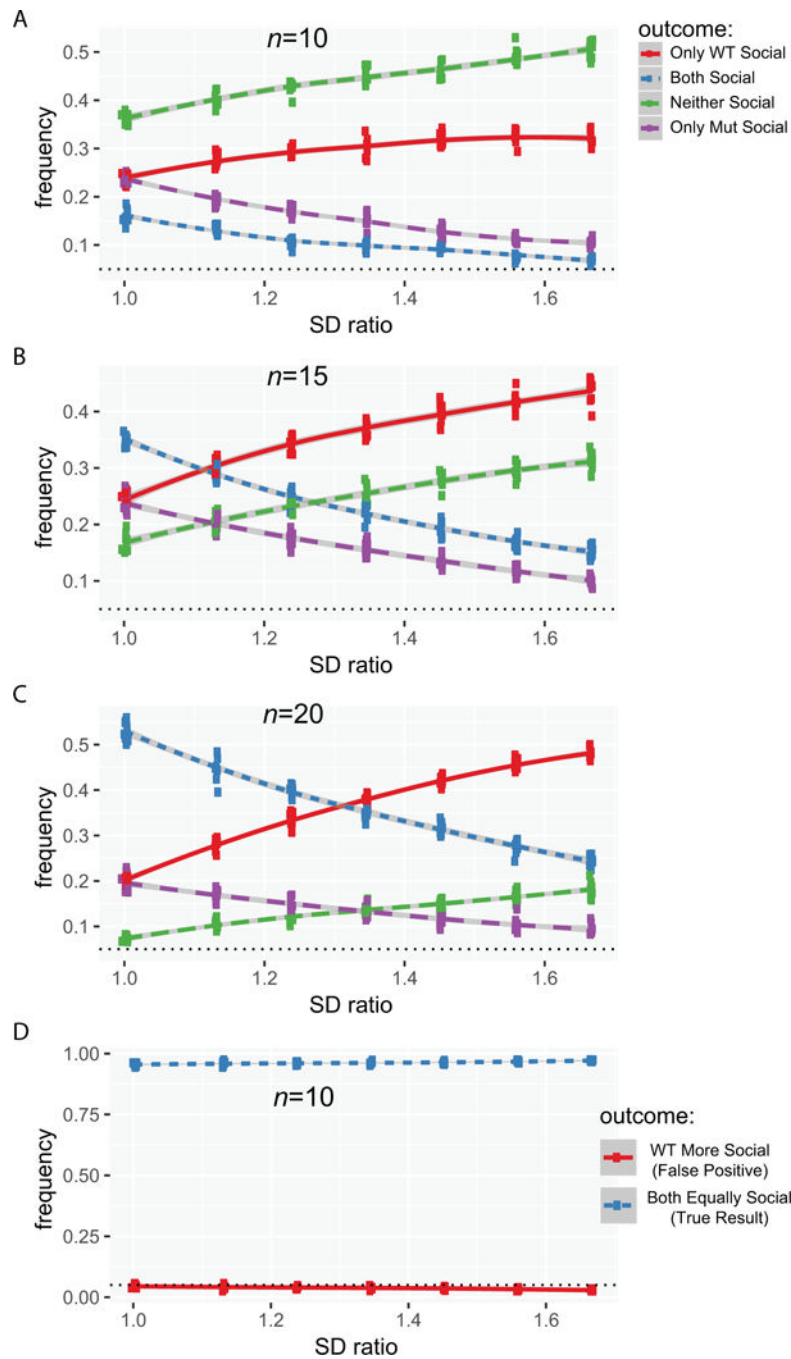 A
n=10
outcome:
Only WT Social
Both Social
Neither Social
Only Mut Social
frequency
0.5
0.4
0.3
0.2
0.1
1.0 1.2 1.4 1.6
SD ratio
B
n=15
frequency
0.4
0.3
0.2
0.1
1.0 1.2 1.4 1.6
SD ratio
C
n=20
frequency
0.5
0.4
0.3
0.2
0.1
1.0 1.2 1.4 1.6
SD ratio
D
n=10
frequency
1.00
0.75
0.50
0.25
0.00
1.0 1.2 1.4 1.6
SD ratio
outcome:
WT More Social
(False Positive)
Both Equally Social
(True Result)